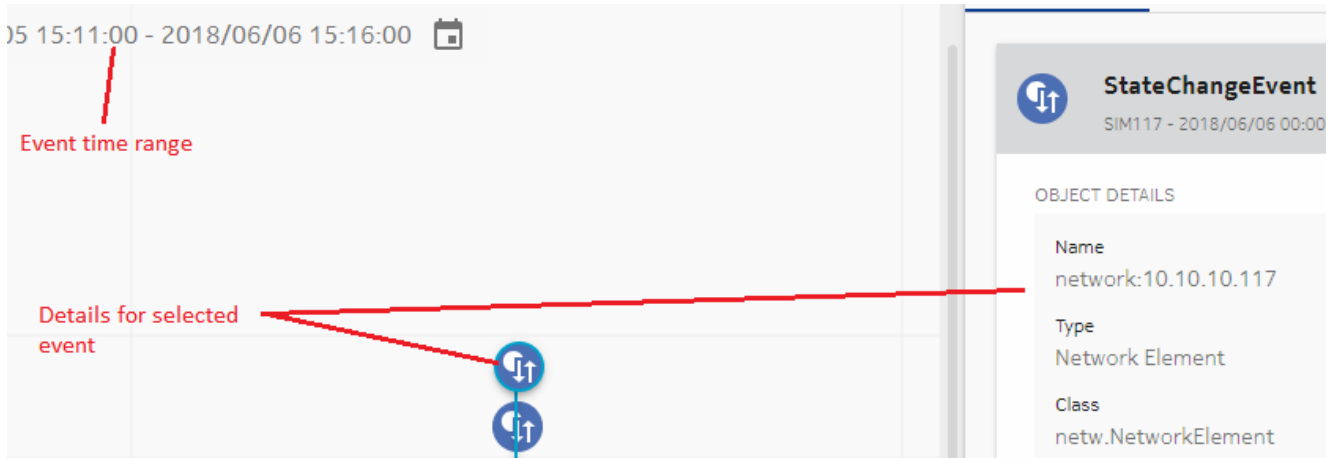 05 15:11:00 - 2018/06/06 15:16:00
Event time range
Details for selected
event
StateChangeEvent
SIM117 - 2018/06/06 00:00
OBJECT DETAILS
Name
network:10.10.10.117
Type
Network Element
Class
netw.NetworkElement